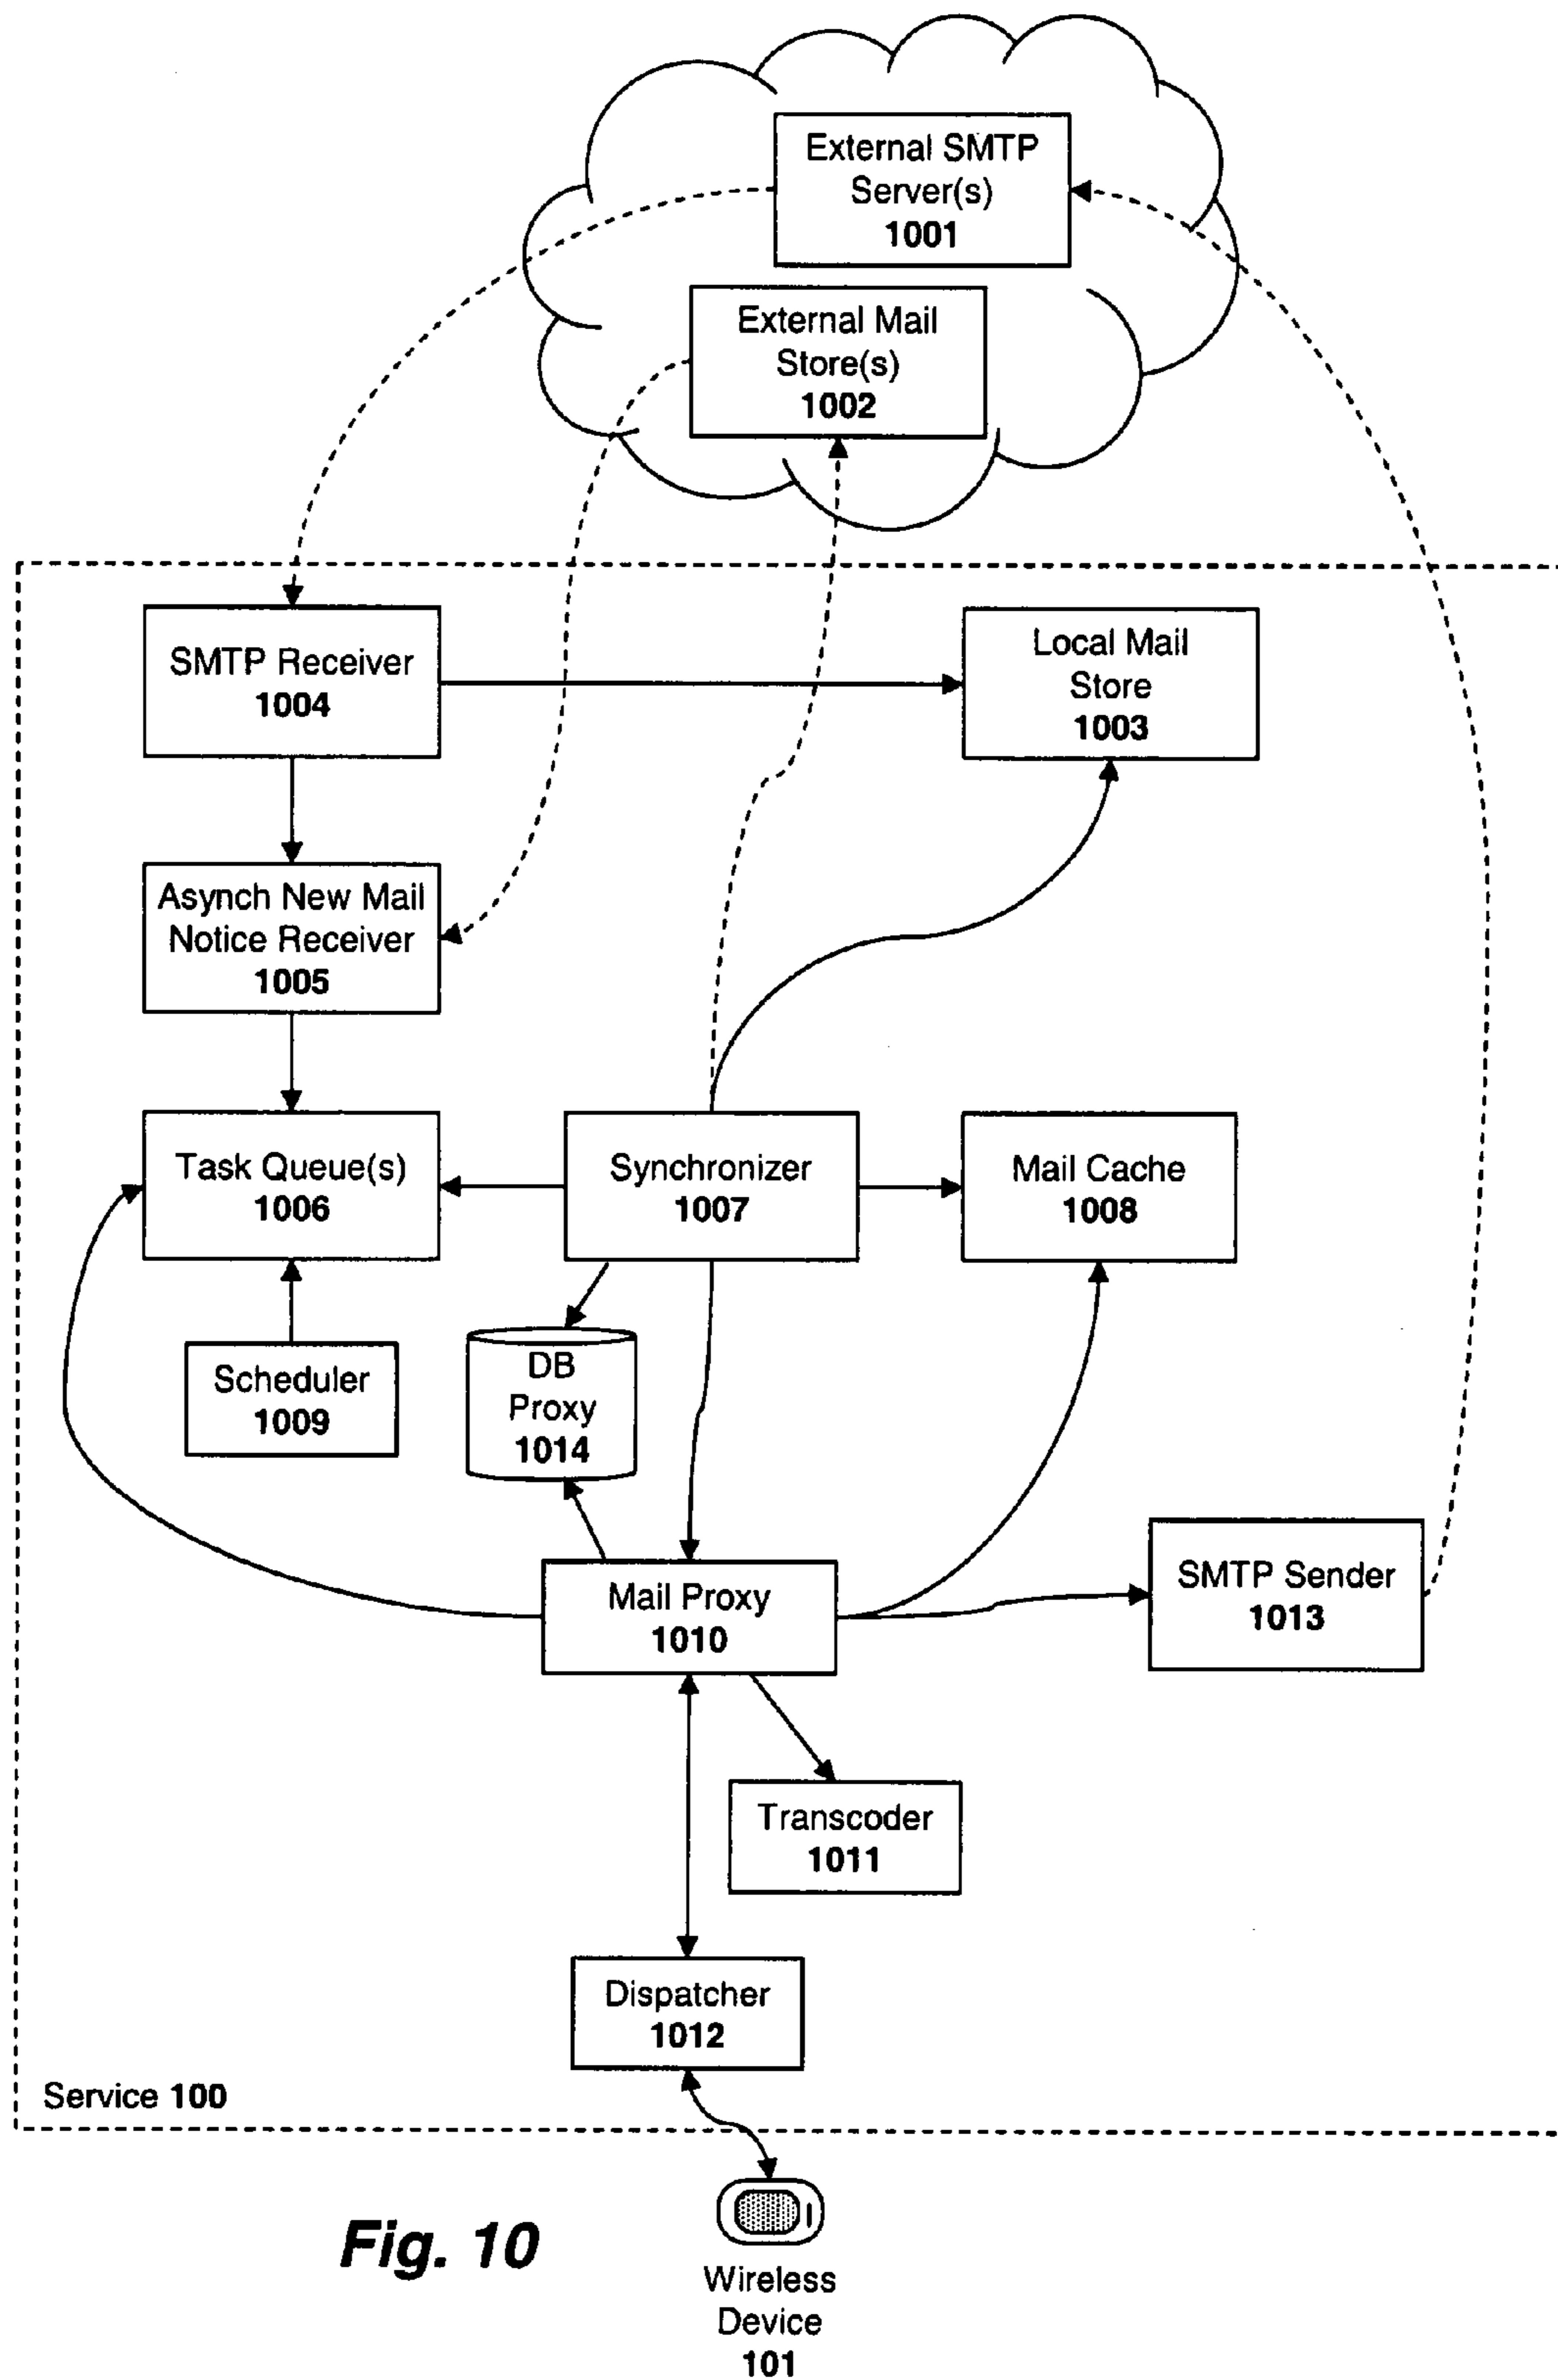 External SMTP
Server(s)
1001
External Mail
Store(s)
1002
SMTP Receiver
1004
Local Mail
Store
1003
Asynch New Mail
Notice Receiver
1005
Task Queue(s)
1006
Synchronizer
1007
Mail Cache
1008
Scheduler
1009
DB
Proxy
1014
Mail Proxy
1010
SMTP Sender
1013
Transcoder
1011
Dispatcher
1012
Service 100
Fig. 10
Wireless
Device
101